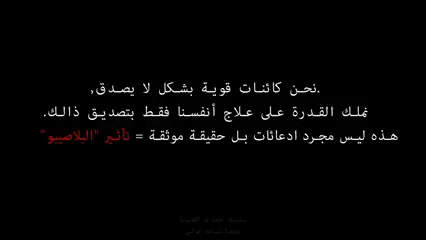 نحن كائنات قوية بشكل لا يصدق,.
نملك القدرة على علاج أنفسنا فقط بتصديق ذالك.
هذه ليس مجرد ادعائات بل حقيقة موثقة = تأثير "البلاصيبو"